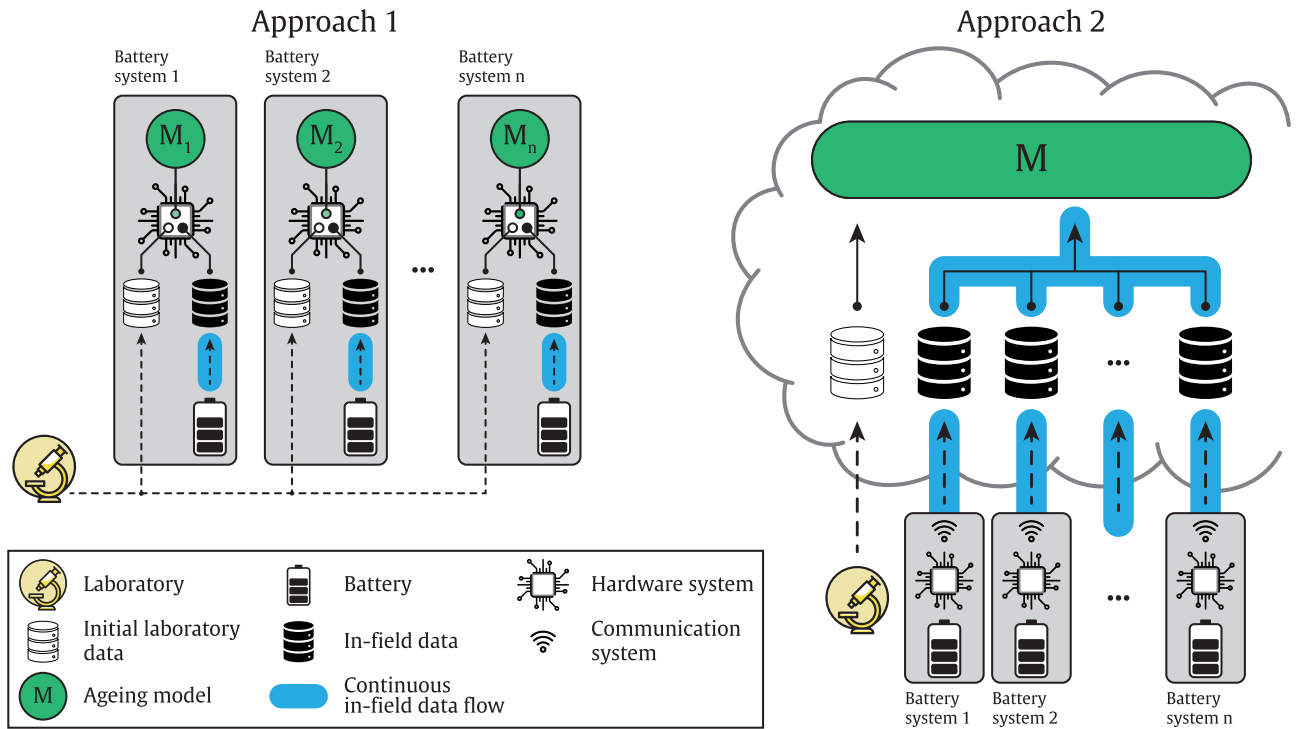 Approach 1
Battery
system 1
Battery
system 2
Battery
system n
M1
M2
Mn
...
Approach 2
M
...
...
Battery
system 1
Battery
system 2
Battery
system n
Laboratory
Battery
Hardware system
Initial laboratory
data
In-field data
Communication
system
M
Ageing model
Continuous
in-field data flow